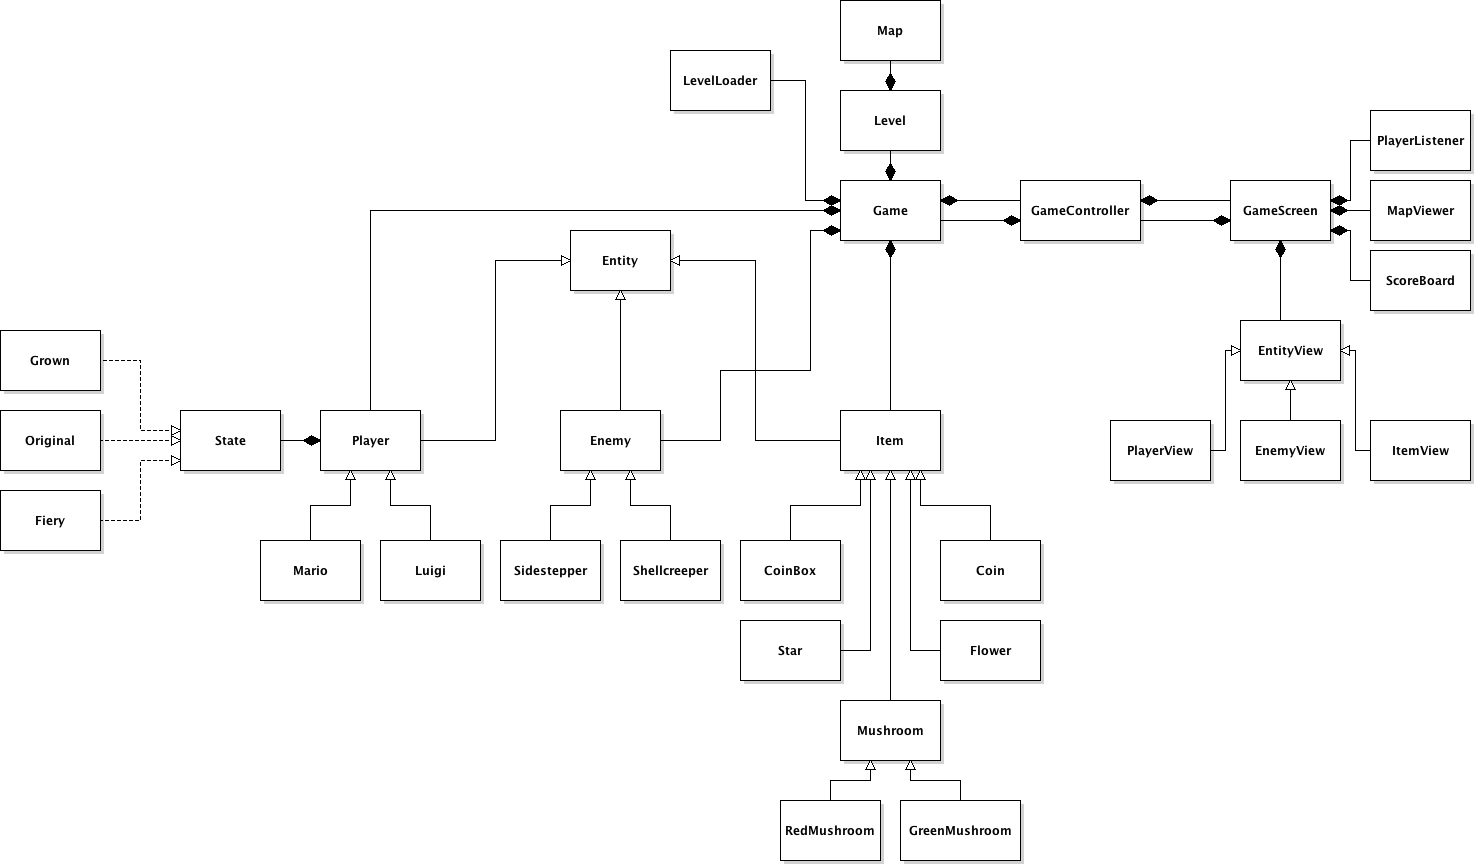 Map
LevelLoader
Level
PlayerListener
Game
GameController
GameScreen
MapViewer
Entity
ScoreBoard
Grown
EntityView
Original
State
Player
Enemy
Item
PlayerView
EnemyView
ItemView
Fiery
Mario
Luigi
Sidestepper
Shellcreeper
CoinBox
Coin
Star
Flower
Mushroom
RedMushroom
GreenMushroom